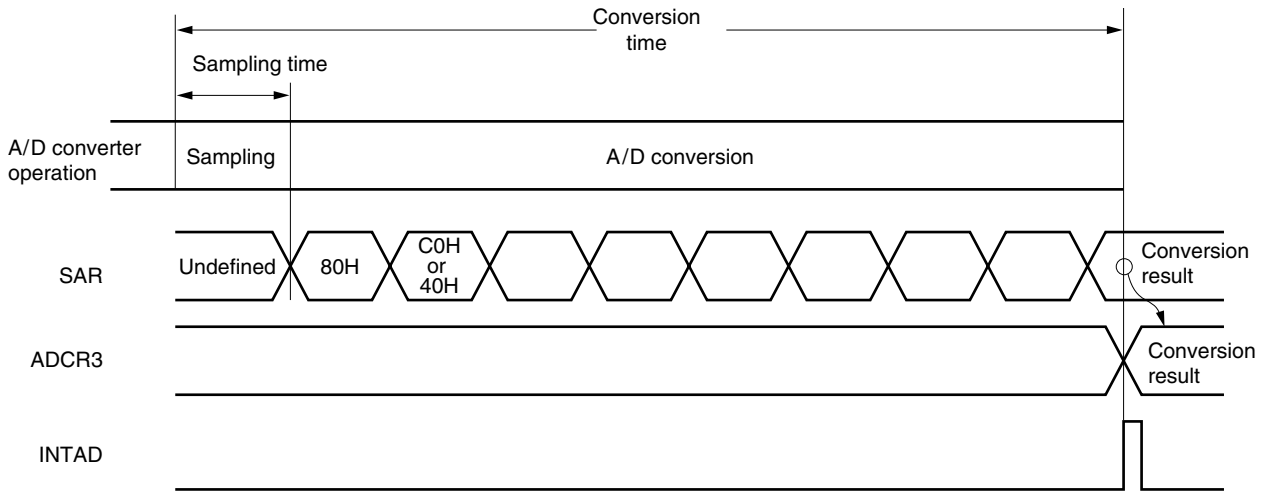 Conversion
time
Sampling time
A/D converter
operation
Sampling
A/D conversion
SAR
Undefined
80H
C0H
or
40H
Conversion
result
ADCR3
Conversion
result
INTAD